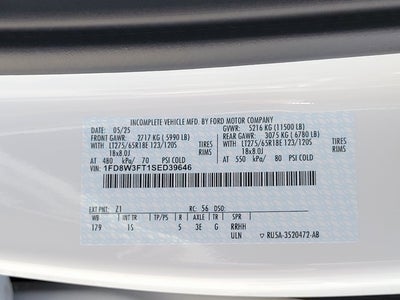 INCOMPLETE VEHICLE MFD. BY FORD MOTOR COMPANY
DATE: 05/25 GVWR: 5216 KG (11500 LB)
FRONT GAWR: 2717 KG (5990 LB) REAR GAWR: 3075 KG (6780 LB)
WITH LT275/65R18E 123/120S TIRES WITH LT275/65R18E 123/120S TIRES
18x8.0J RIMS 18x8.0J RIMS
AT 480 kPa/ 70 PSI COLD AT 550 kPa/ 80 PSI COLD
VIN: 1FD8W3FT1SED39646
EXT PNT: Z1 RC: 56 DSO:
WB INT TR TP/PS R AXLE TR SPR
179 1S 5 3E G RRHH
ULN ▽ RU5A-3520472-AB